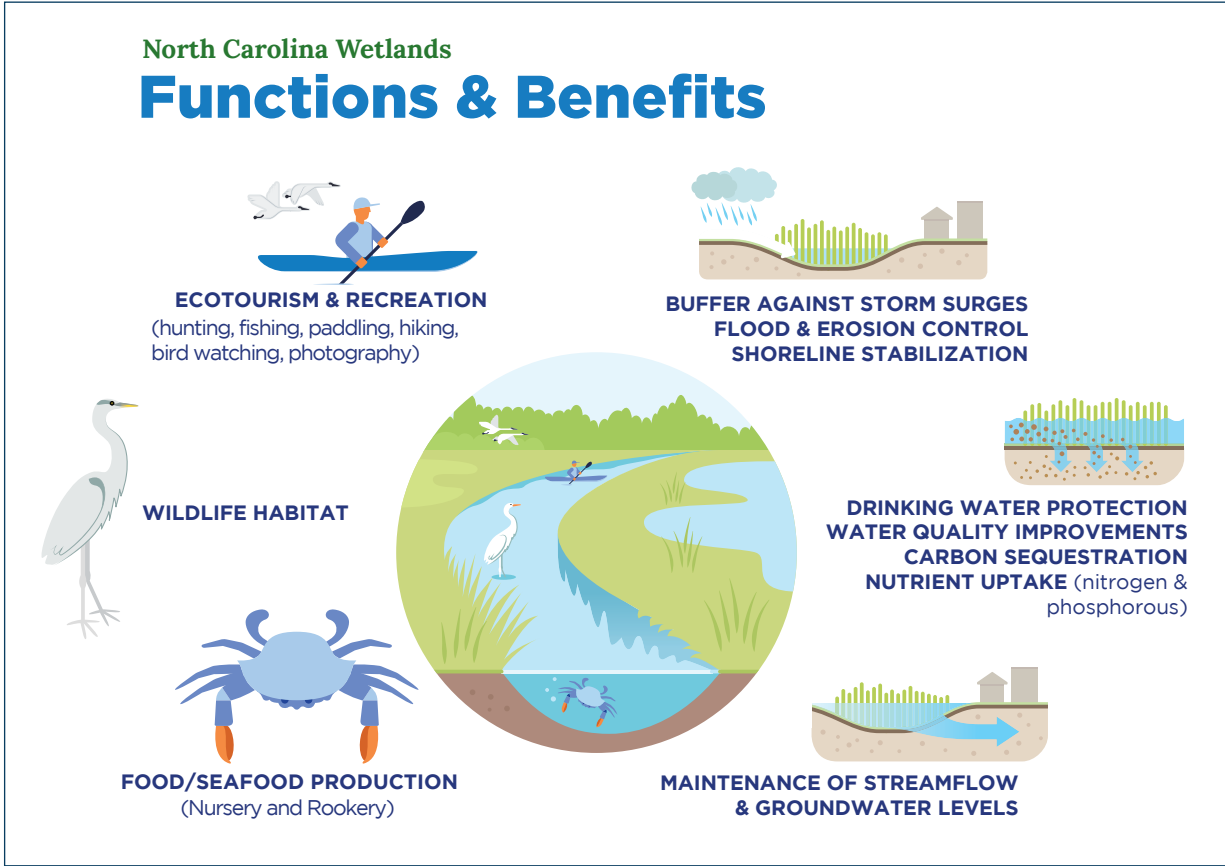 North Carolina Wetlands
Functions & Benefits
ECOTOURISM & RECREATION
(hunting, fishing, paddling, hiking,
bird watching, photography)
BUFFER AGAINST STORM SURGES
FLOOD & EROSION CONTROL
SHORELINE STABILIZATION
WILDLIFE HABITAT
DRINKING WATER PROTECTION
WATER QUALITY IMPROVEMENTS
CARBON SEQUESTRATION
NUTRIENT UPTAKE (nitrogen &
phosphorous)
FOOD/SEAFOOD PRODUCTION
(Nursery and Rookery)
MAINTENANCE OF STREAMFLOW
& GROUNDWATER LEVELS